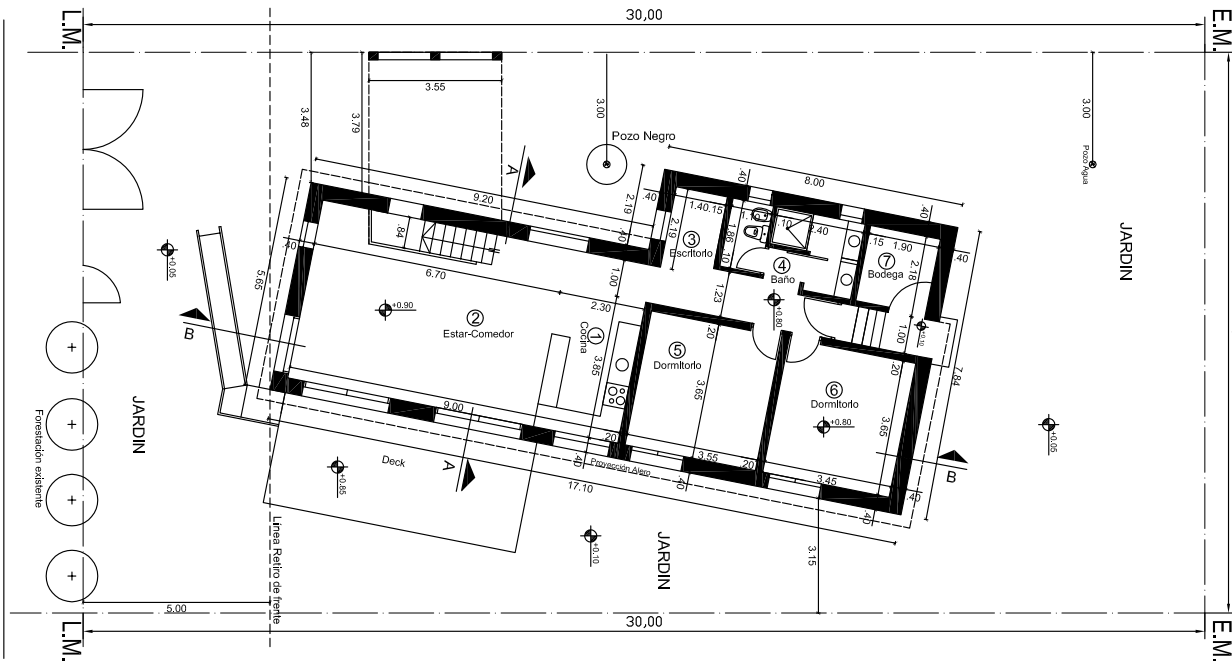 L.M.
30,00
E.M.
3.55
3.48
3.79
3.00
Pozo Negro
3.00
Pozo Agua
JARDIN
8.00
.40
.40
A
9.20
2.19
.40
1.40
.15
2.19
3
Escritorio
1.86
.10
.10
2.40
.15
1.90
2.18
.40
7
Bodega
4
Baño
+0.05
.84
.40
5.65
6.70
.40
1.00
2.30
1.23
+0.80
+0.10
1.00
.20
7.84
+0.90
2
Estar-Comedor
1
Cocina
3.85
.20
5
Dormitorio
3.65
6
Dormitorio
+0.80
3.65
+0.05
B
JARDIN
Forestación existente
9.00
A
.20
.40
Proyección Alero
3.55
.20
3.45
.40
.40
.40
B
Deck
+0.85
17.10
+0.10
JARDIN
3.15
Línea Retiro de frente
5.00
L.M.
30,00
E.M.